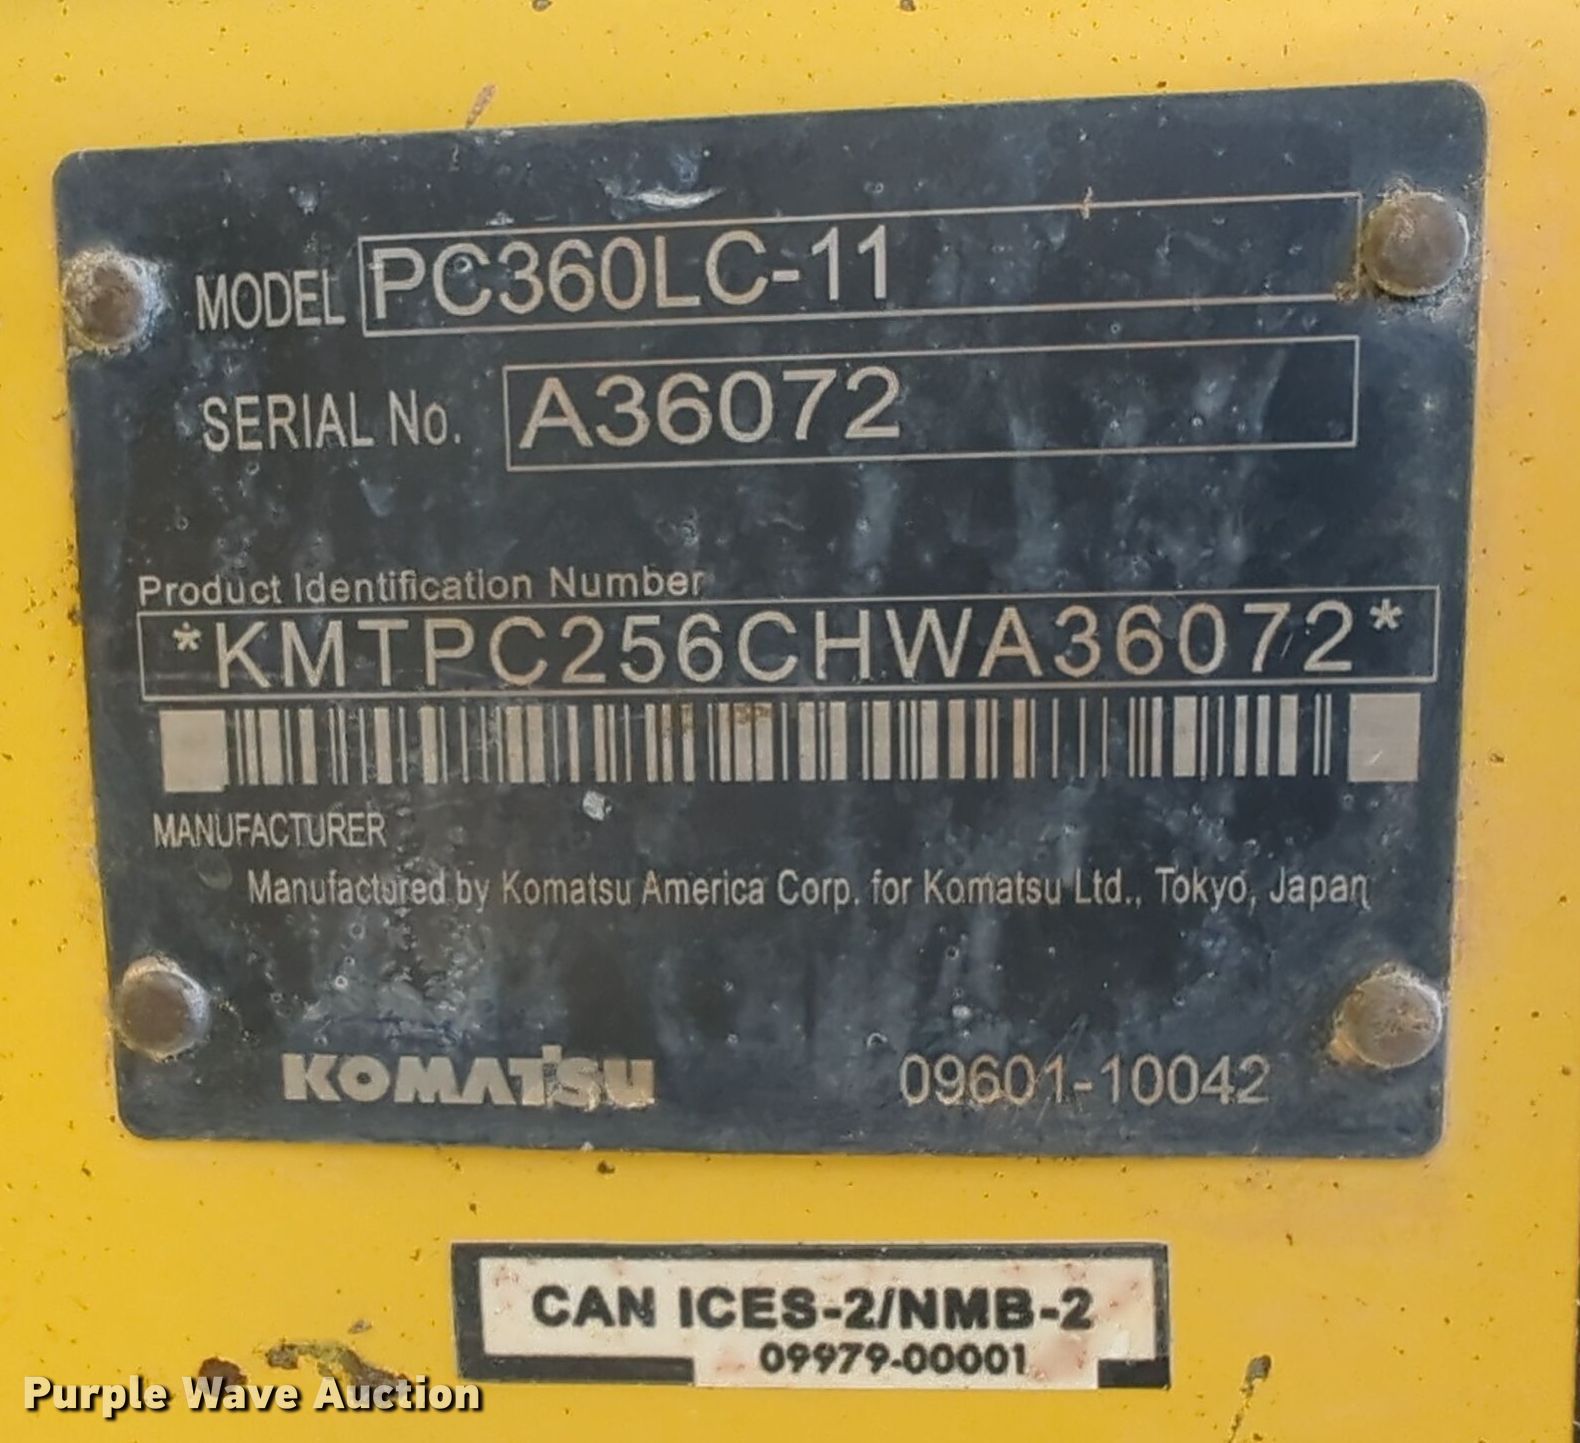 MODEL PC360LC-11
SERIAL No. A36072
Product Identification Number
*KMTPC256CHWA36072*
MANUFACTURER
Manufactured by Komatsu America Corp. for Komatsu Ltd., Tokyo, Japan
KOMATSU 09601-10042
CAN ICES-2/NMB-2
09979-00001
Purple Wave Auction